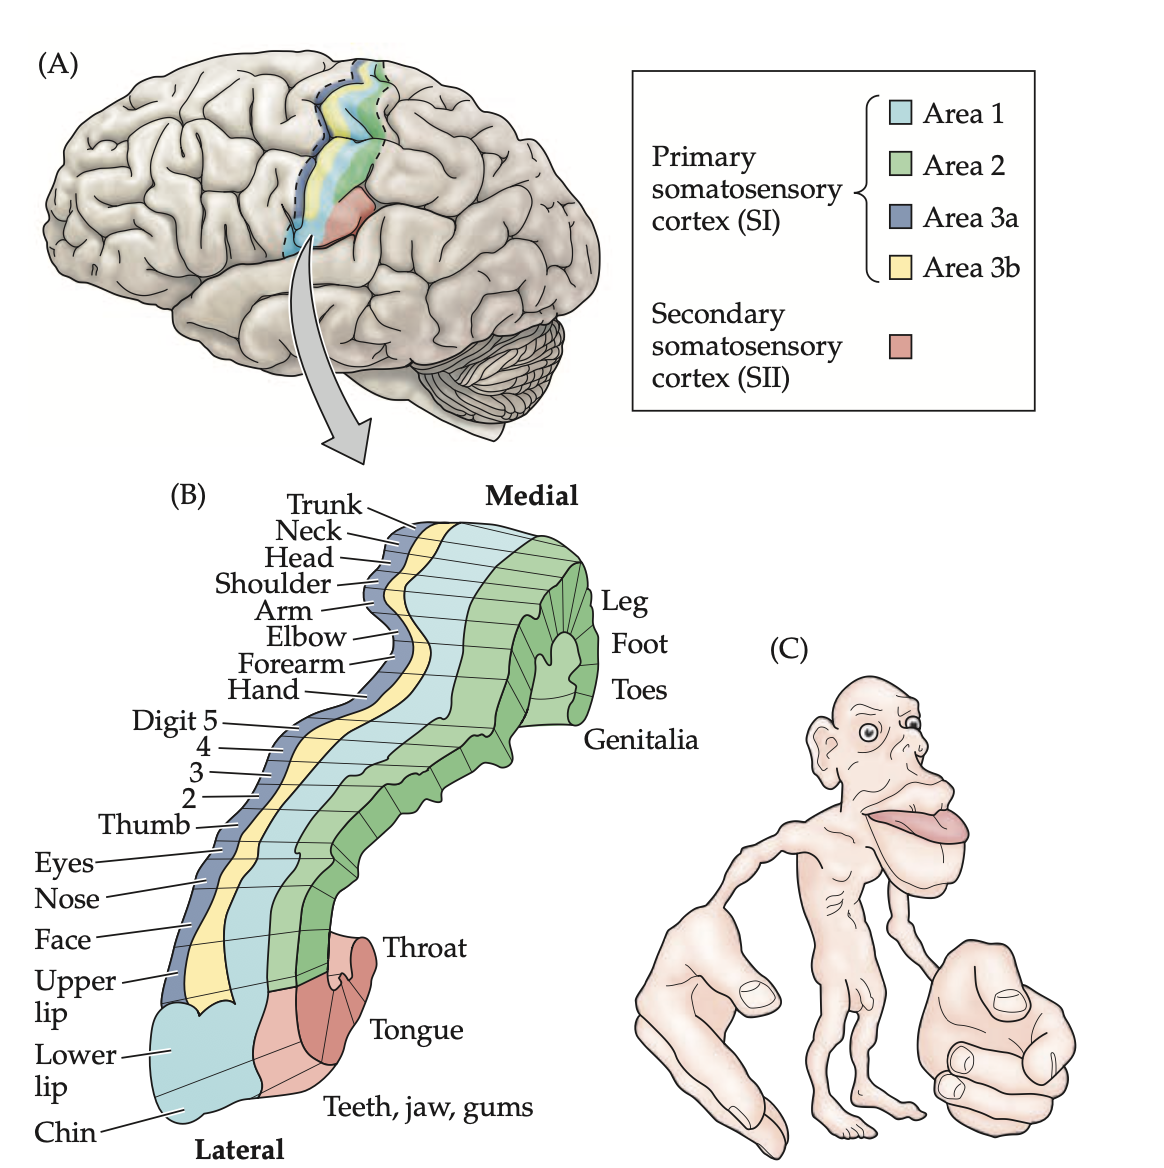 (A)
Primary
somatosensory
cortex (SI)
Area 1
Area 2
Area 3a
Area 3b
Secondary
somatosensory
cortex (SII)
(B)
Medial
Trunk
Neck
Head
Shoulder
Arm
Elbow
Forearm
Hand
Digit 5
4
3
2
Thumb
Eyes
Nose
Face
Upper
lip
Lower
lip
Chin
Leg
Foot
Toes
Genitalia
Throat
Tongue
Teeth, jaw, gums
Lateral
(C)